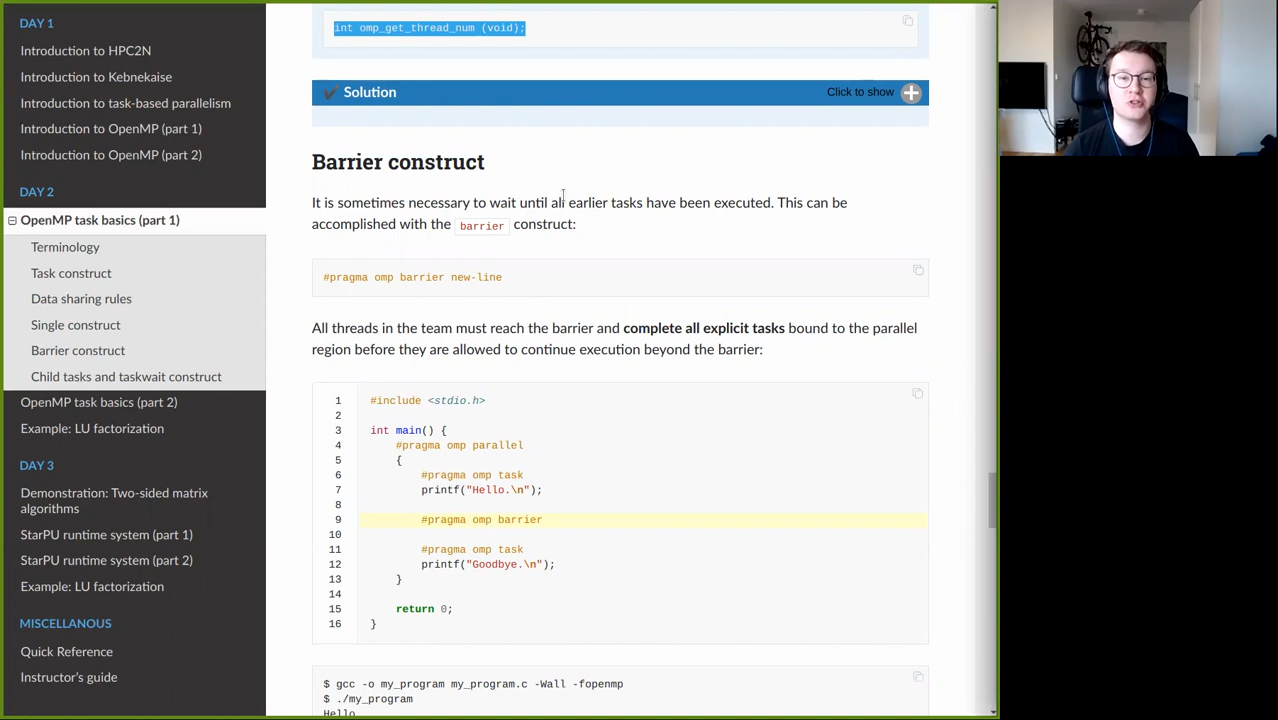 DAY 1
Introduction to HPC2N
Introduction to Kebnekaise
Introduction to task-based parallelism
Introduction to OpenMP (part 1)
Introduction to OpenMP (part 2)
DAY 2
OpenMP task basics (part 1)
Terminology
Task construct
Data sharing rules
Single construct
Barrier construct
Child tasks and taskwait construct
OpenMP task basics (part 2)
Example: LU factorization
DAY 3
Demonstration: Two-sided matrix
algorithms
StarPU runtime system (part 1)
StarPU runtime system (part 2)
Example: LU factorization
MISCELLANEOUS
Quick Reference
Instructor's guide
int omp_get_thread_num (void);
✔ Solution Click to show
Barrier construct
It is sometimes necessary to wait until all earlier tasks have been executed. This can be
accomplished with the barrier construct:
#pragma omp barrier new-line
All threads in the team must reach the barrier and complete all explicit tasks bound to the parallel
region before they are allowed to continue execution beyond the barrier:
1 #include <stdio.h>
2
3 int main() {
4 #pragma omp parallel
5 {
6 #pragma omp task
7 printf("Hello.\n");
8
9 #pragma omp barrier
10
11 #pragma omp task
12 printf("Goodbye.\n");
13 }
14
15 return 0;
16 }
$ gcc -o my_program my_program.c -Wall -fopenmp
$ ./my_program
Hello